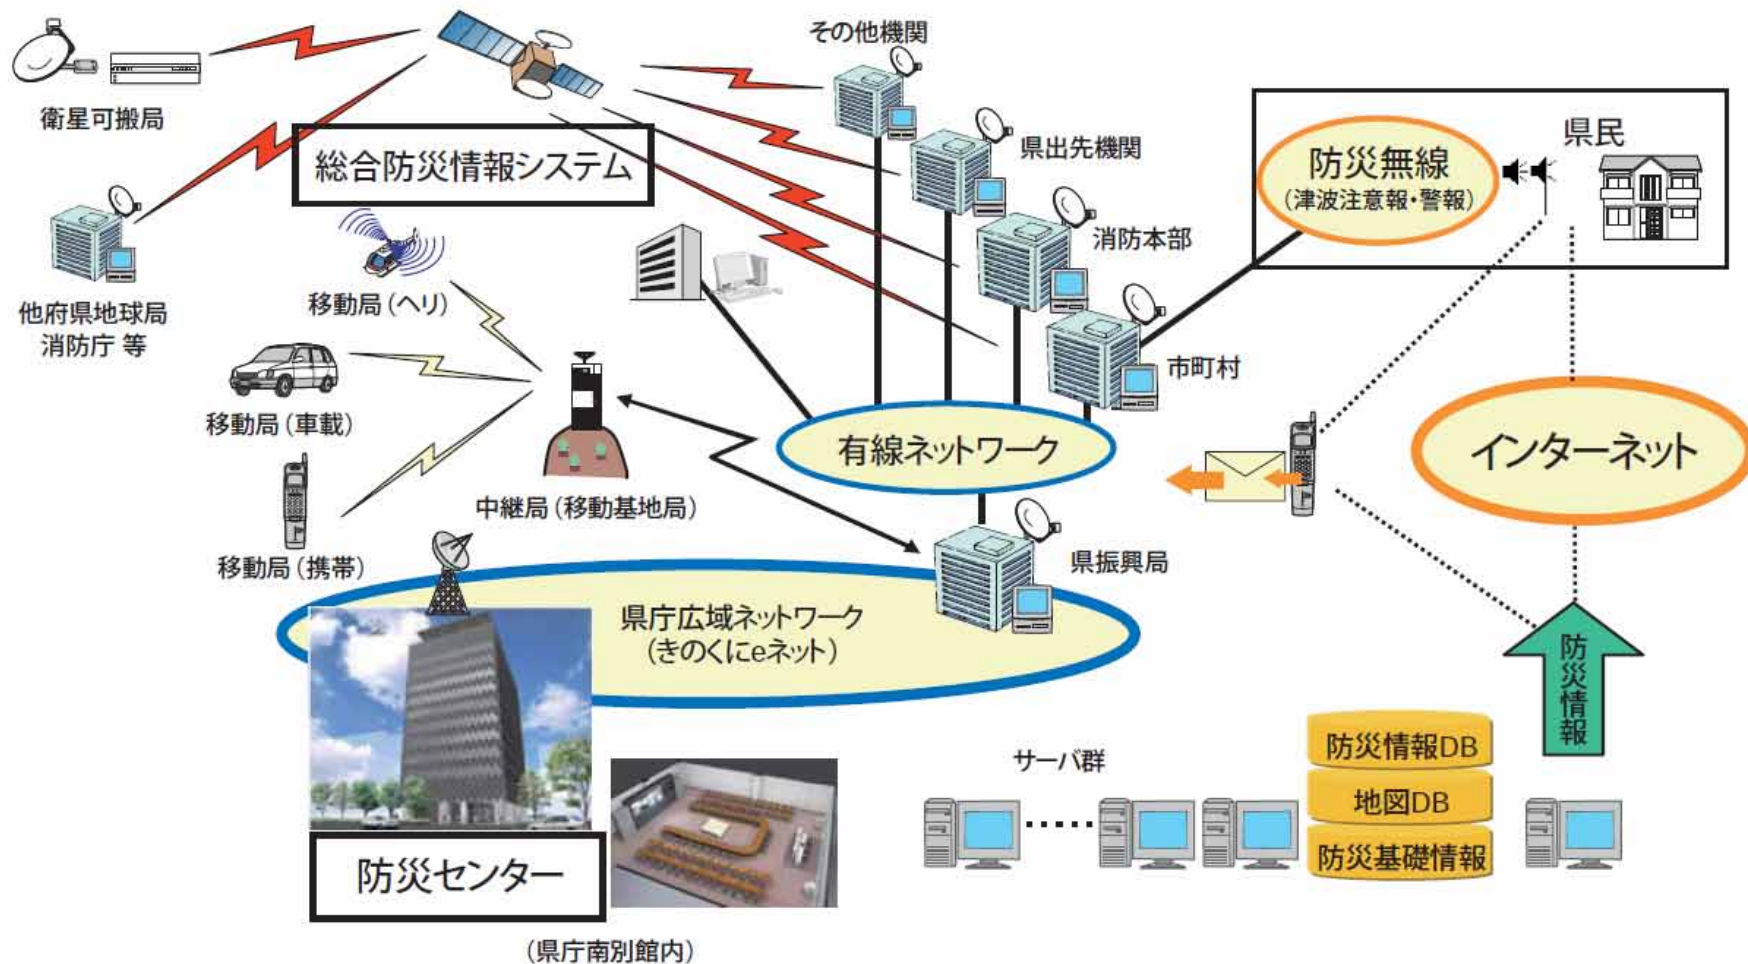 その他機関
衛星可搬局
総合防災情報システム
県出先機関
県民
防災無線
(津波注意報・警報)
消防本部
移動局(ヘリ)
他府県地球局
消防庁 等
市町村
移動局(車載)
有線ネットワーク
インターネット
中継局(移動基地局)
移動局(携帯)
県振興局
県庁広域ネットワーク
(きのくにeネット)
防災情報
サーバ群
防災情報DB
地図DB
防災基礎情報
防災センター
(県庁南別館内)